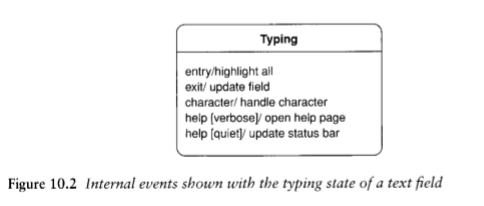 Typing
entry/highlight all
exit/ update field
character/ handle character
help [verbose]/ open help page
help [quiet]/ update status bar
Figure 10.2 Internal events shown with the typing state of a text field